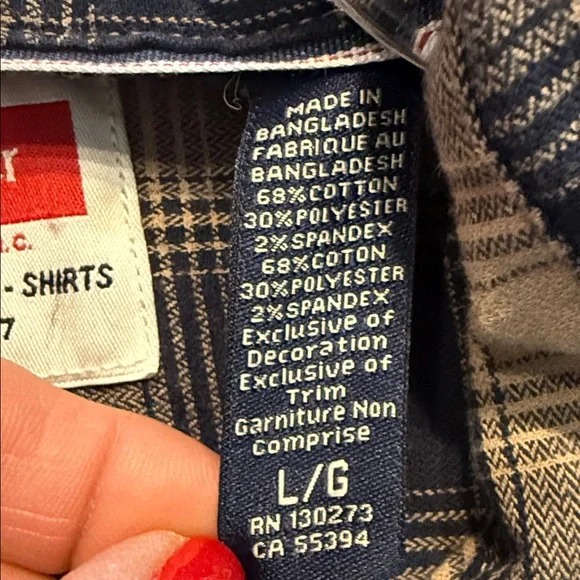 r
.C.
- SHIRTS
7
MADE IN
BANGLADESH
FABRIQUE AU
BANGLADESH
68%COTTON
30%POLYESTER
2%SPANDEX
68%COTON
30%POLYESTER
2%SPANDEX
Exclusive of
Decoration
Exclusive of
Trim
Garniture Non
Comprise
L/G
RN 130273
CA 55394